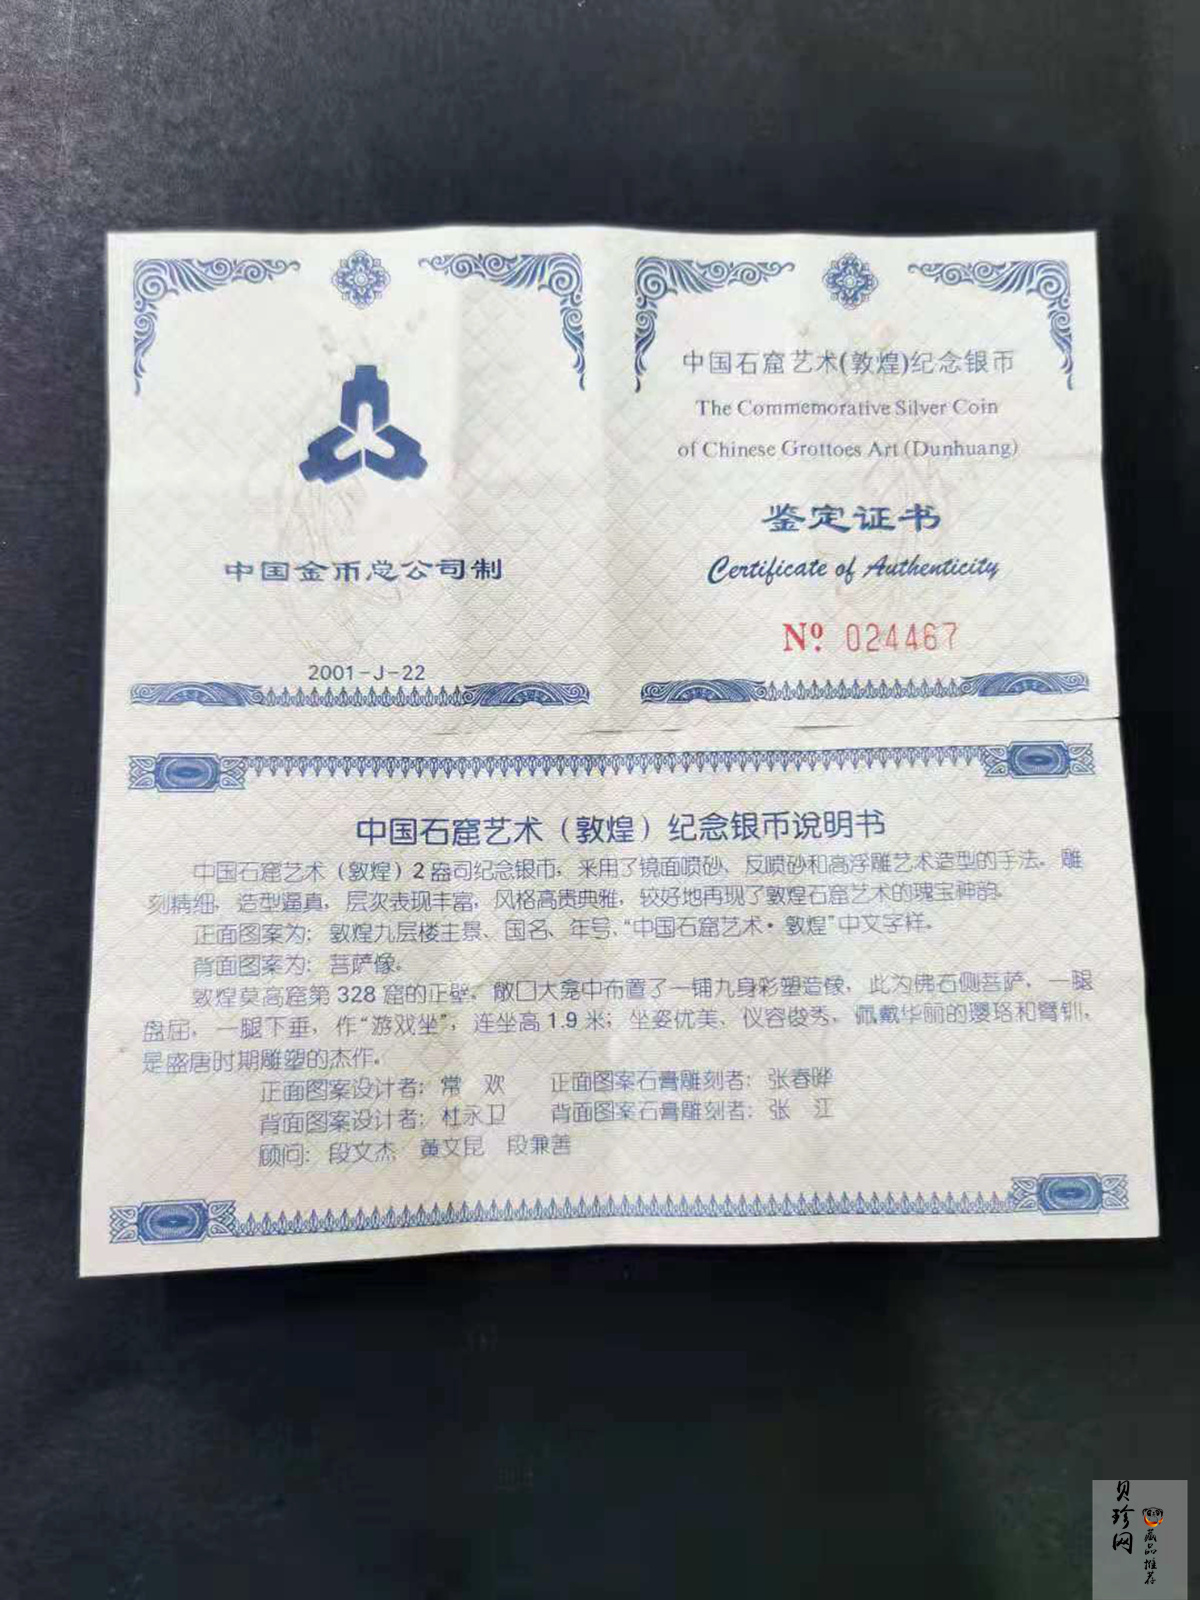 中国金币总公司制
2001-J-22
中国石窟艺术(敦煌)纪念银币
The Commemorative Silver Coin
of Chinese Grottoes Art (Dunhuang)
鉴定证书
Certificate of Authenticity
Nº 024467
中国石窟艺术（敦煌）纪念银币说明书
中国石窟艺术（敦煌）2盎司纪念银币，采用了镜面喷砂、反喷砂和高浮雕艺术造型的手法，雕
刻精细，造型逼真，层次表现丰富，风格高贵典雅，较好地再现了敦煌石窟艺术的瑰宝神韵。
正面图案为：敦煌九层楼主景、国名、年号，“中国石窟艺术·敦煌”中文字样。
背面图案为：菩萨像。
敦煌莫高窟第328窟的正壁，敞口大龛中布置了一铺九身彩塑造像，此为佛右侧菩萨，一腿
盘屈，一腿下垂，作“游戏坐”，连坐高1.9米；坐姿优美、仪容俊秀，佩戴华丽的璎珞和臂钏，
是盛唐时期雕塑的杰作。
正面图案设计者：常 欢 正面图案石膏雕刻者：张春晔
背面图案设计者：杜永卫 背面图案石膏雕刻者：张 江
顾问：段文杰 黄文昆 段兼善
贝珍网
藏品推荐